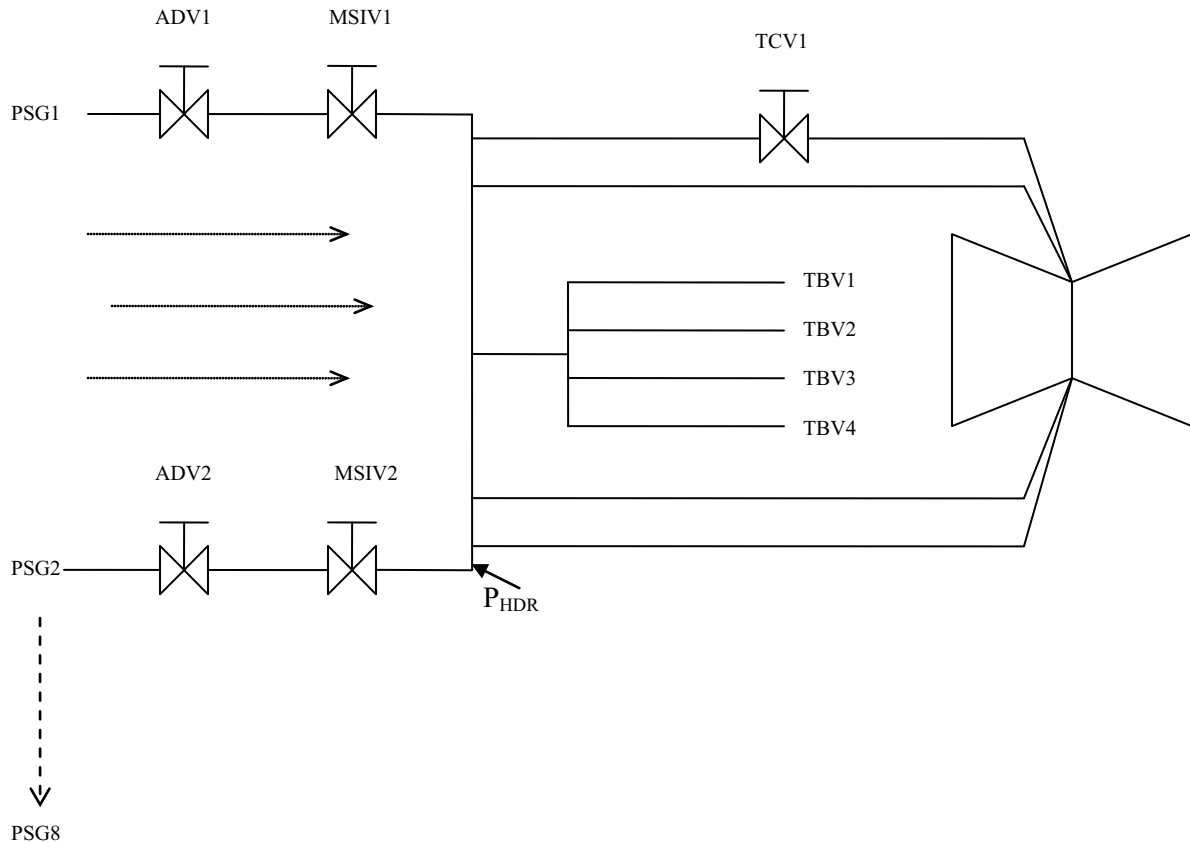 ADV1
MSIV1
TCV1
PSG1
TBV1
TBV2
TBV3
TBV4
ADV2
MSIV2
PSG2
PHDR
PSG8